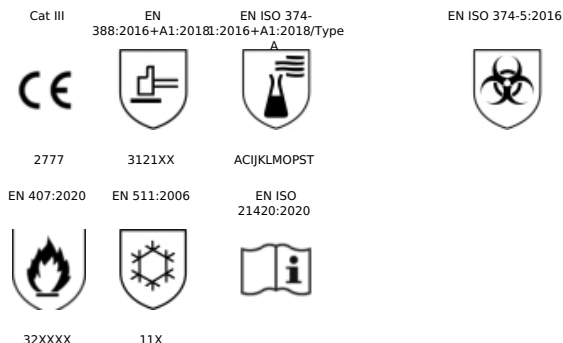 Cat III
EN
388:2016+A1:2018
EN ISO 374-
1:2016+A1:2018/Type
A
EN ISO 374-5:2016
CE
2777
3121XX
ACIJKLMOPST
EN 407:2020
EN 511:2006
EN ISO
21420:2020
i
32XXXX
11X